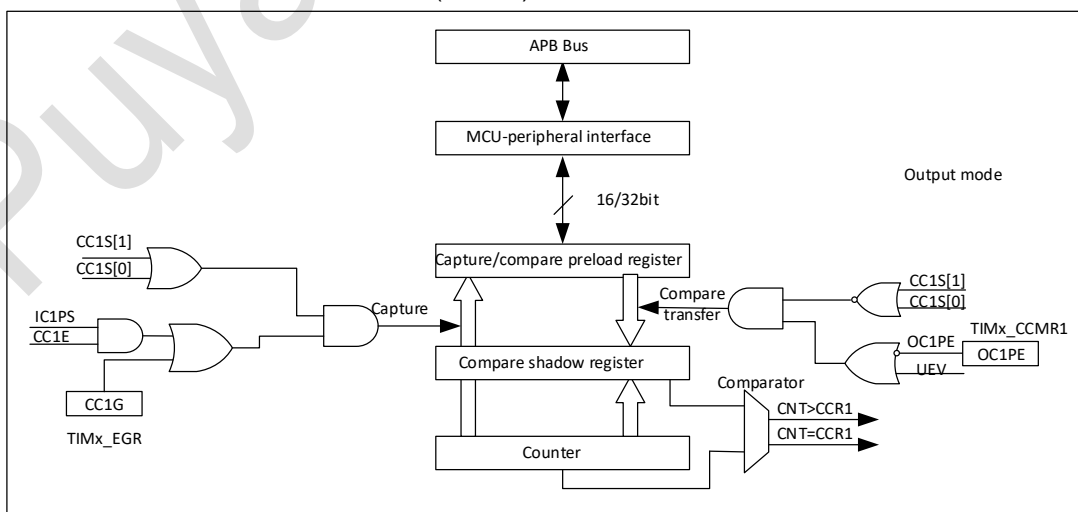 Puya
APB Bus
MCU-peripheral interface
Output mode
16/32bit
CC1S[1]
CC1S[0]
Capture/compare preload register
CC1S[1]
CC1S[0]
IC1PS
CC1E
Capture
Compare
transfer
TIMx_CCMR1
OC1PE
OC1PE
UEV
Compare shadow register
Comparator
CC1G
TIMx_EGR
CNT>CCR1
CNT=CCR1
Counter